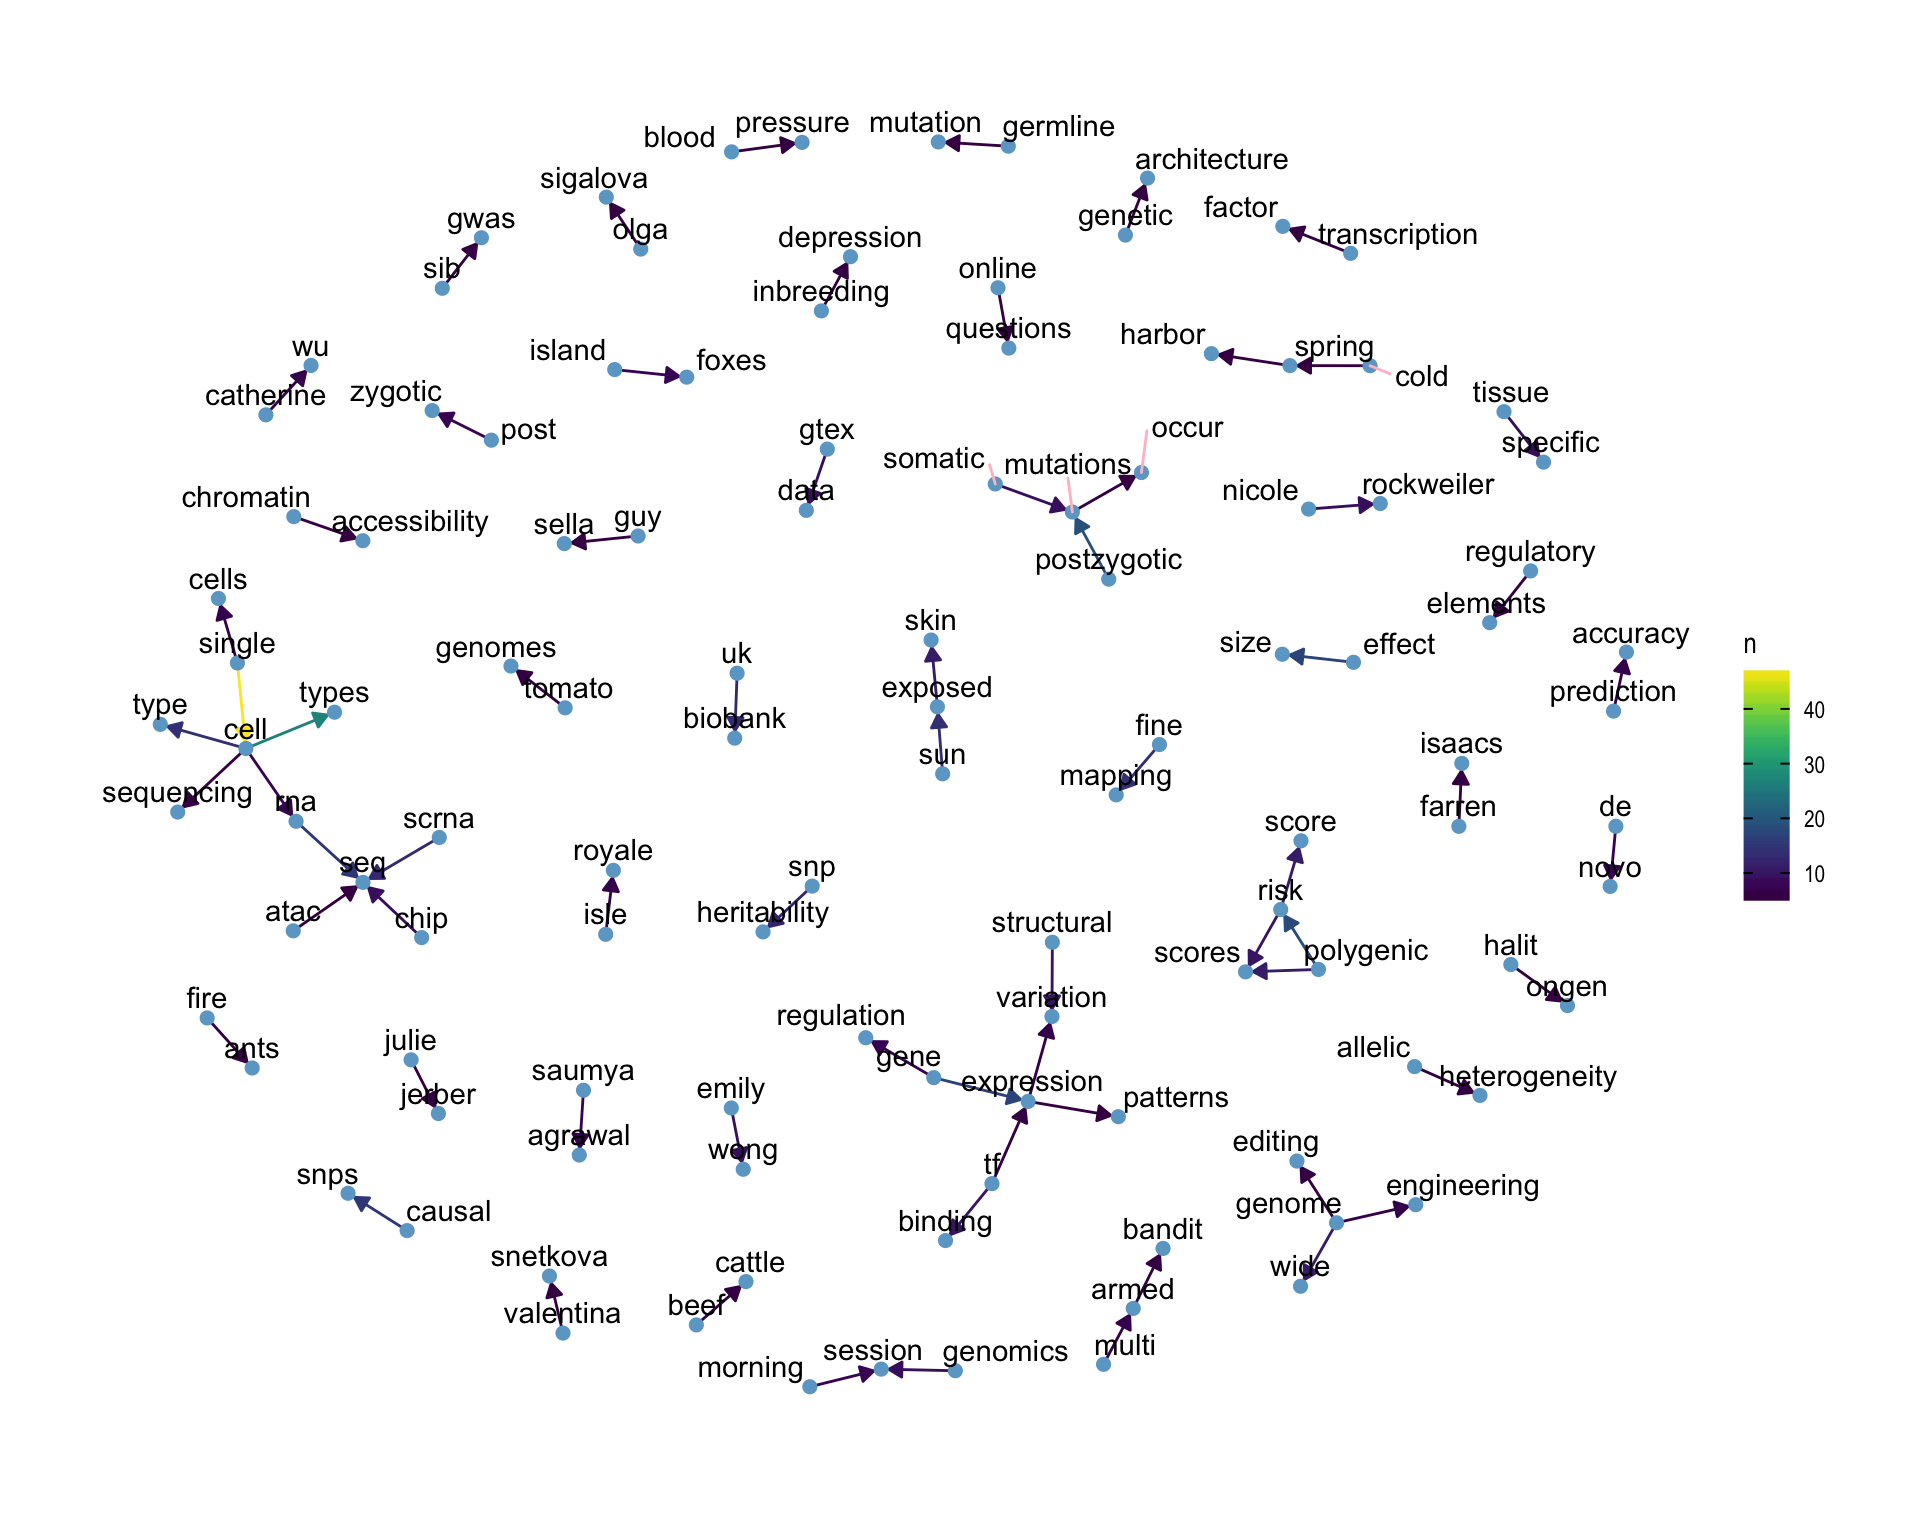 blood
pressure
mutation
germline
architecture
genetic
factor
transcription
sigalova
olga
gwas
sib
depression
inbreeding
online
questions
harbor
spring
cold
wu
catherine
island
foxes
zygotic
post
tissue
specific
gtex
data
somatic
mutations
occur
postzygotic
nicole
rockweiler
chromatin
accessibility
sella
guy
regulatory
elements
cells
single
type
types
cell
sequencing
rna
scrna
seq
atac
chip
genomes
tomato
uk
biobank
skin
exposed
sun
size
effect
accuracy
prediction
fine
mapping
isaacs
farren
de
novo
royale
isle
snp
heritability
score
risk
scores
polygenic
halit
ongen
structural
variation
regulation
gene
expression
patterns
tf
binding
allelic
heterogeneity
fire
ants
julie
jerber
saumya
agrawal
emily
wong
snps
causal
editing
genome
engineering
wide
snetkova
valentina
beef
cattle
bandit
armed
multi
morning
session
genomics
n
40
30
20
10